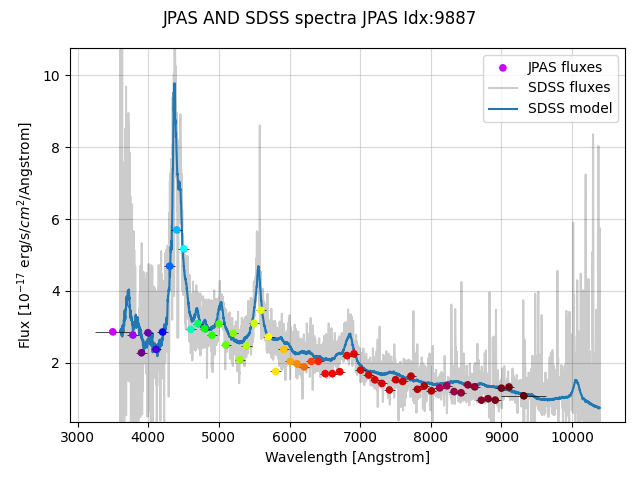 JPAS AND SDSS spectra JPAS Idx:9887
JPAS fluxes
SDSS fluxes
SDSS model
Flux [10⁻¹⁷ erg/s/cm²/Angstrom]
10
8
6
4
2
3000 4000 5000 6000 7000 8000 9000 10000
Wavelength [Angstrom]